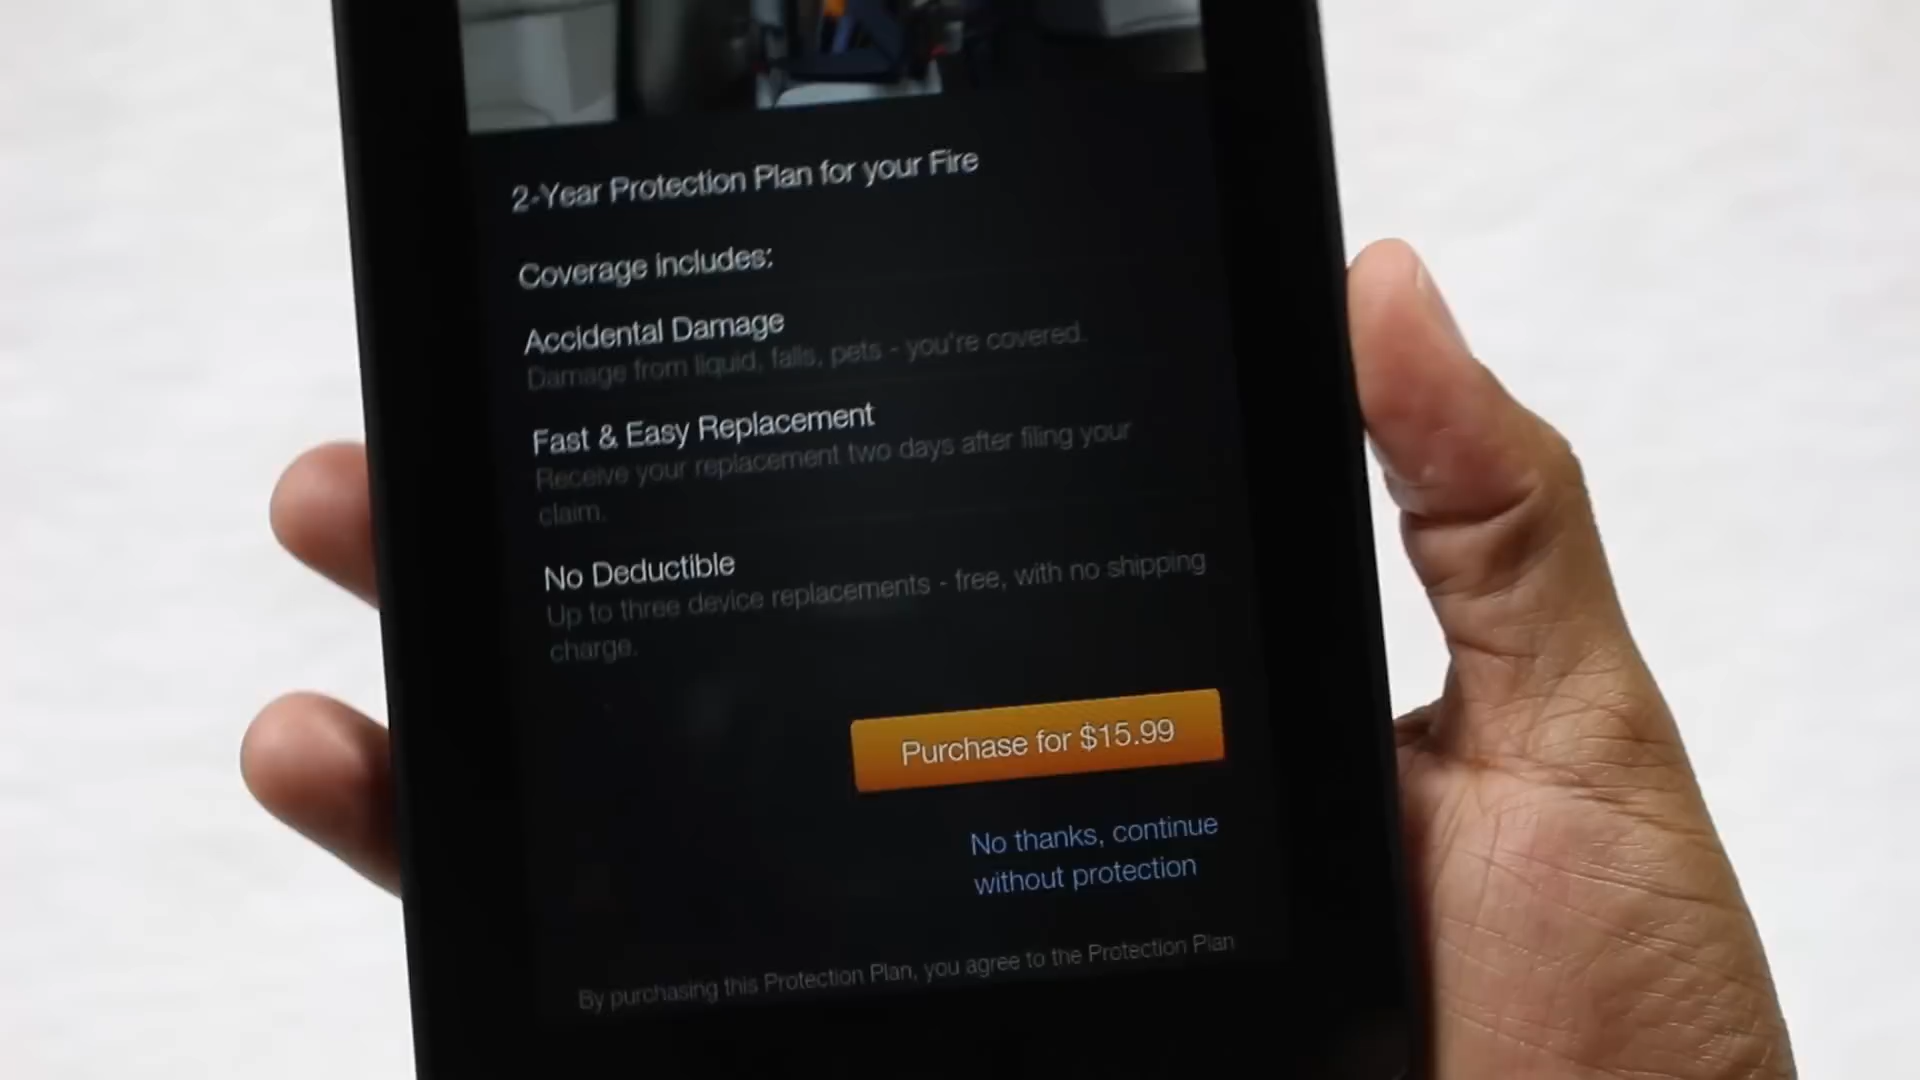 2-Year Protection Plan for your Fire
Coverage includes:
Accidental Damage
Damage from liquid, falls, pets - you're covered.
Fast & Easy Replacement
Receive your replacement two days after filing your
claim.
No Deductible
Up to three device replacements - free, with no shipping
charge.
Purchase for $15.99
No thanks, continue
without protection
By purchasing this Protection Plan, you agree to the Protection Plan